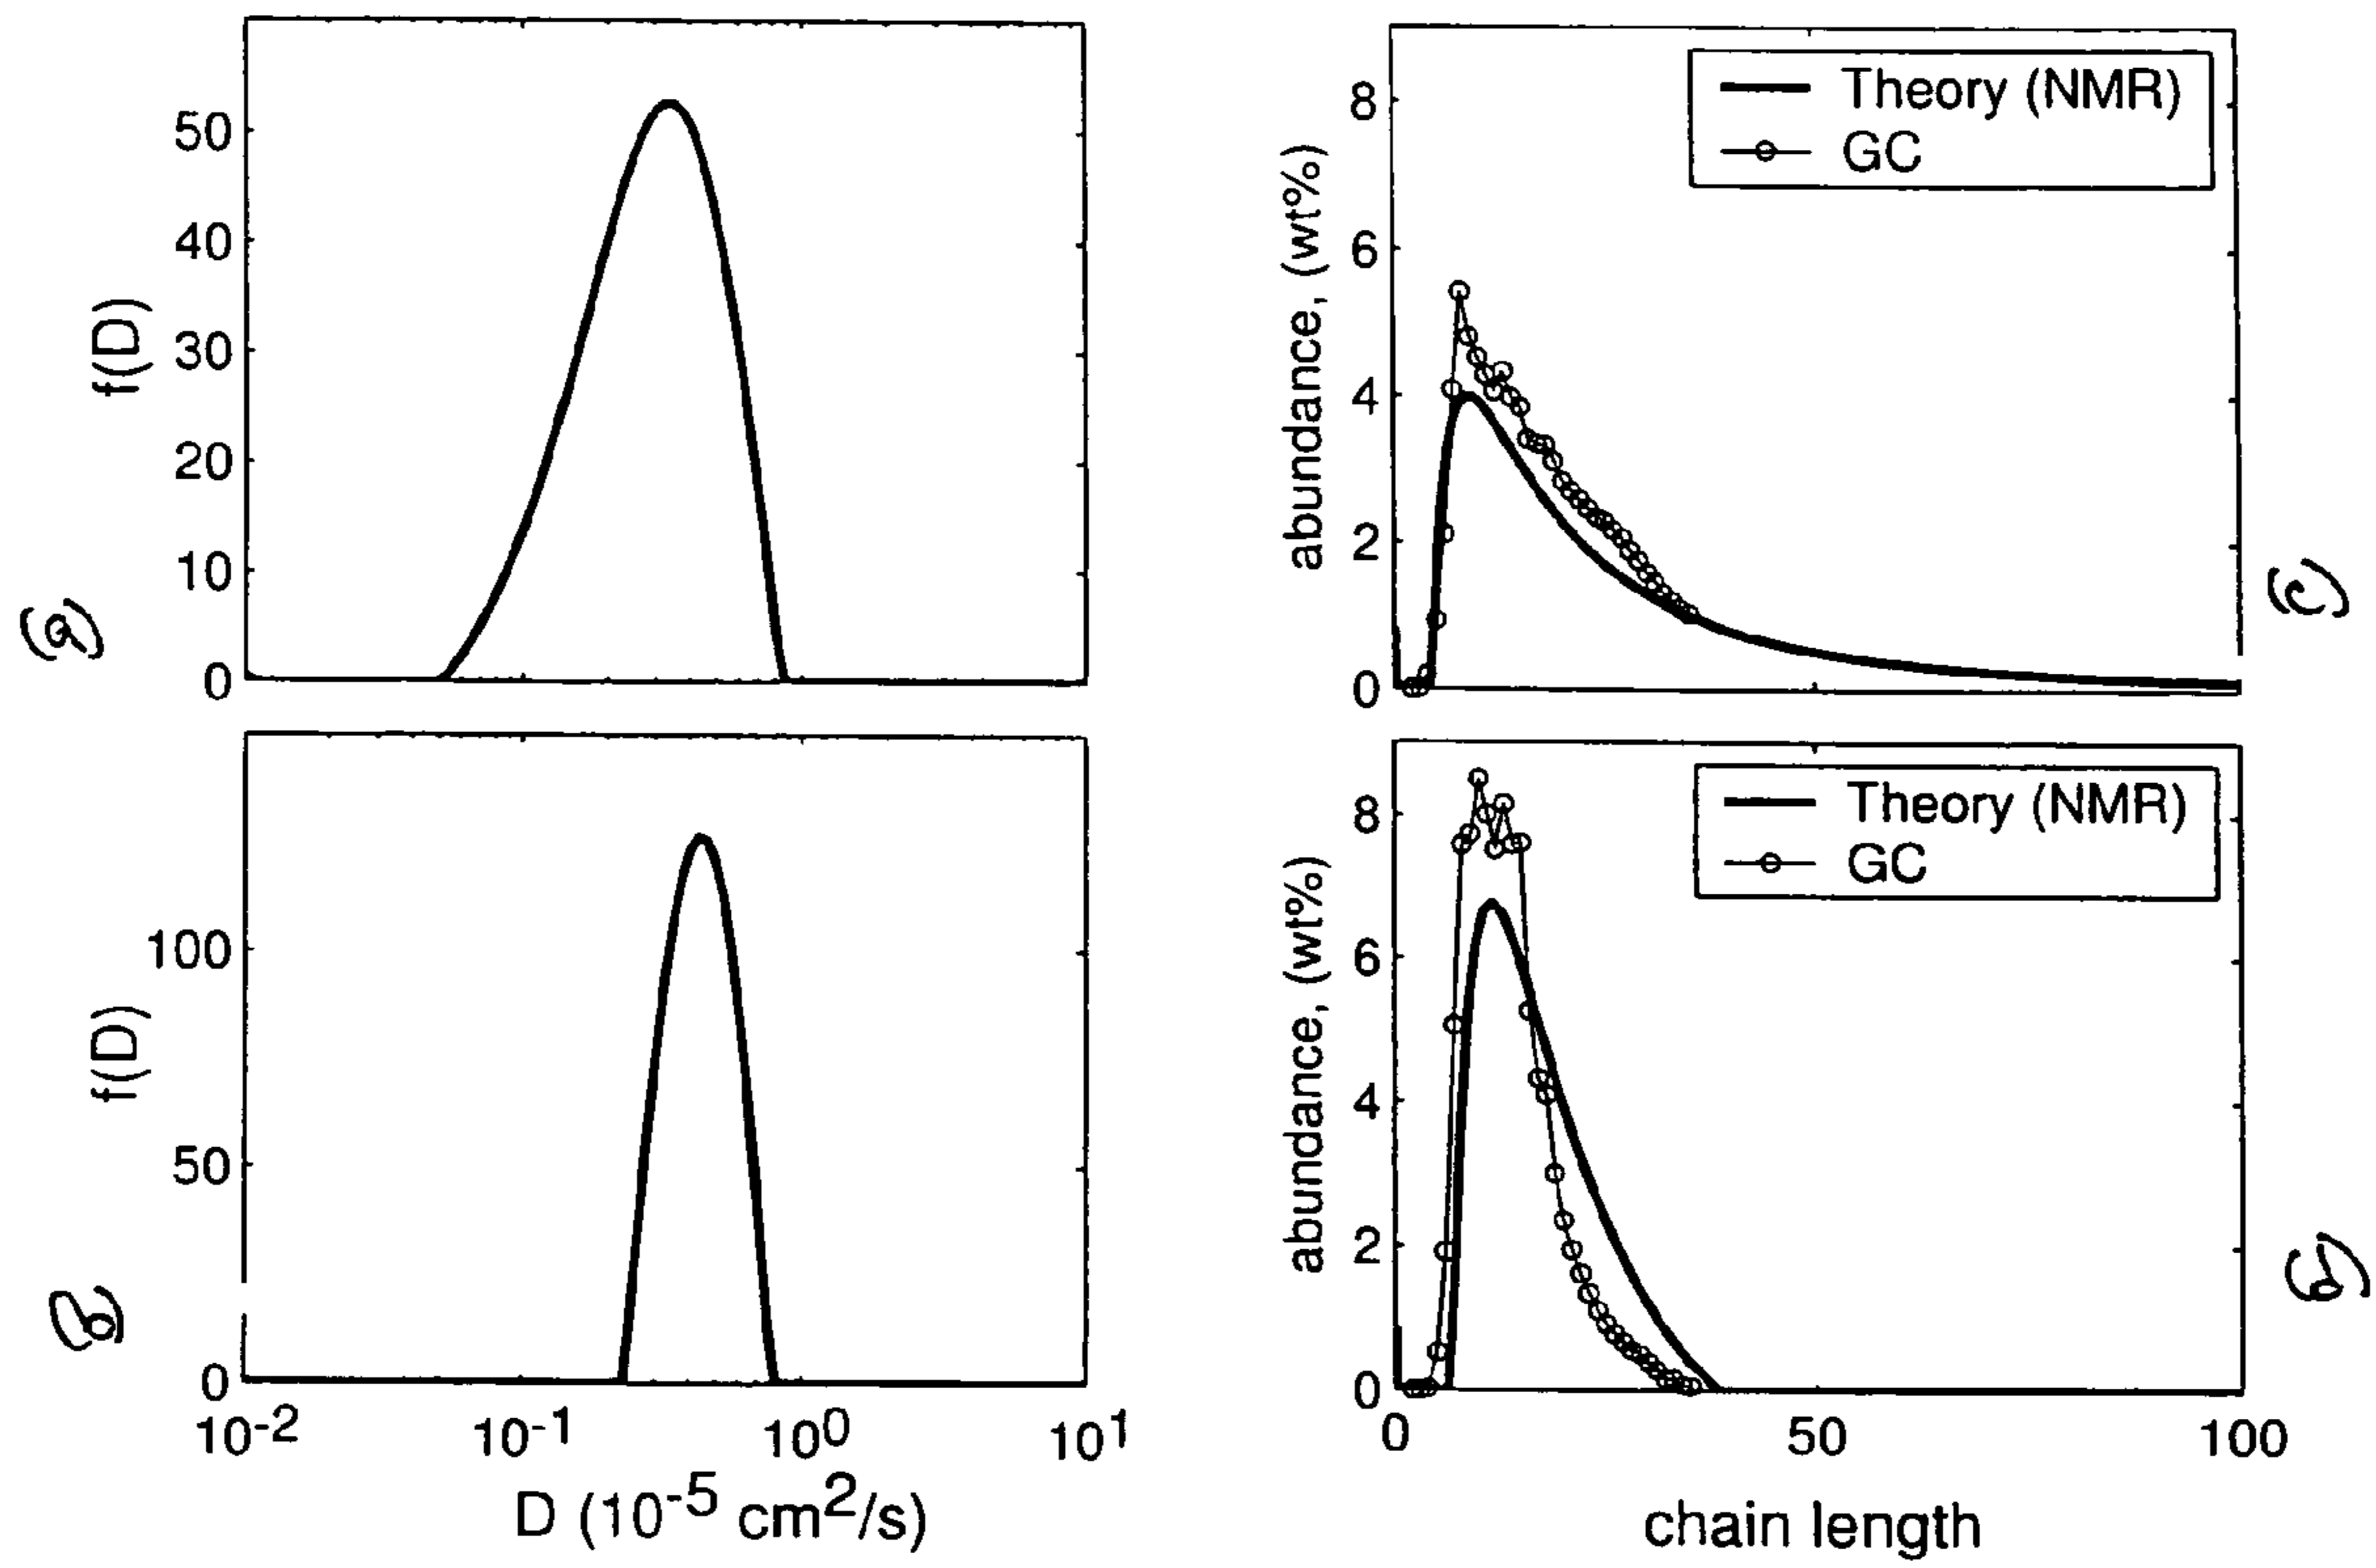 50
40
30
20
10
0
f(D)
(a)
8
6
4
2
0
abundance, (wt%)
Theory (NMR)
GC
(c)
100
50
0
f(D)
(b)
10-2
10-1
100
101
D (10-5 cm2/s)
8
6
4
2
0
abundance, (wt%)
Theory (NMR)
GC
0
50
100
chain length